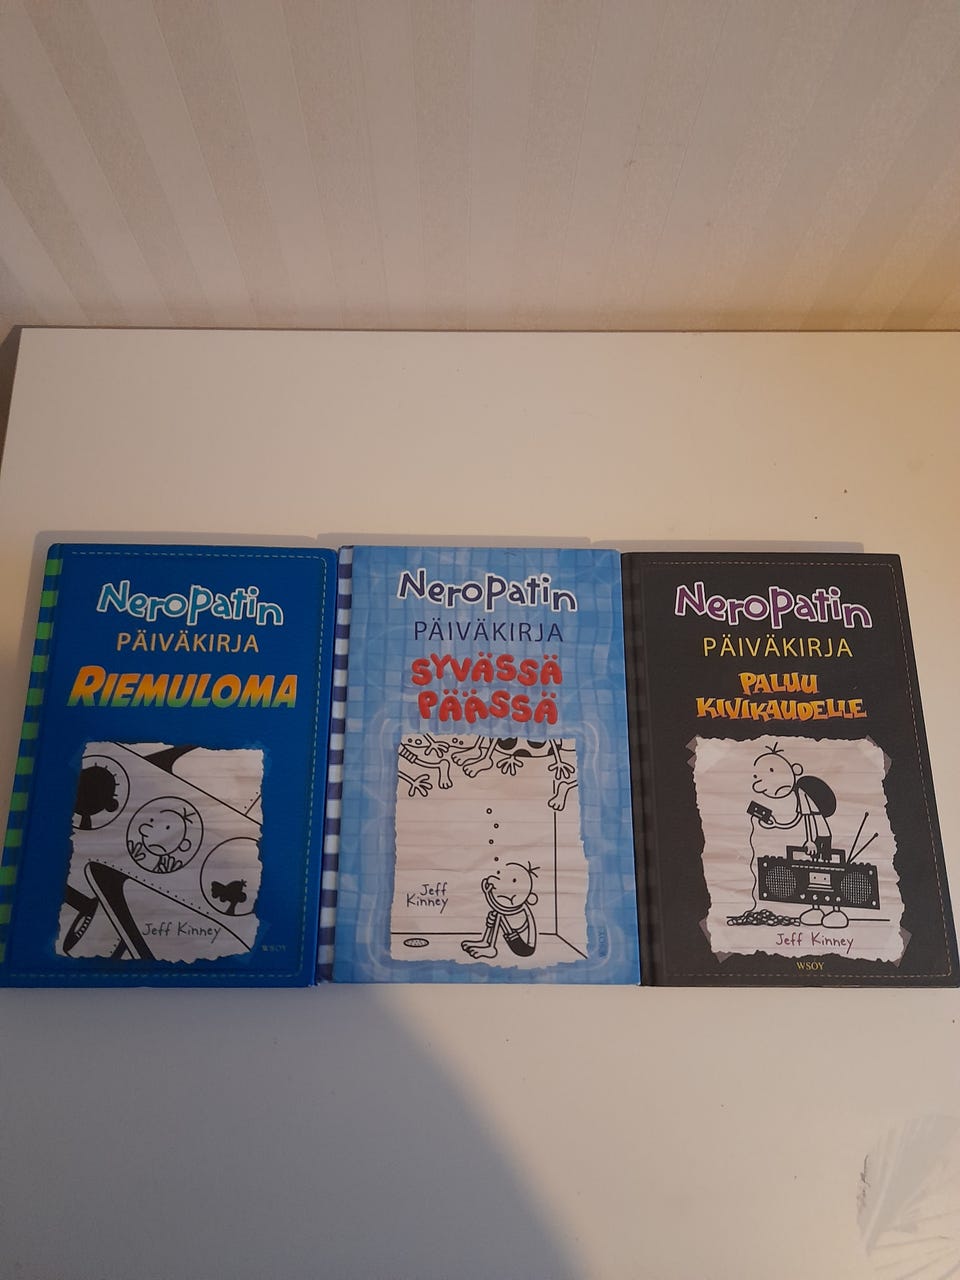 Neropatin
PÄIVÄKIRJA
RIEMULOMA
Jeff Kinney
WSOY
Neropatin
PÄIVÄKIRJA
SYVÄSSÄ
PÄÄSSÄ
Jeff
Kinney
WSOY
Neropatin
PÄIVÄKIRJA
PALUU
KIVIKAUDELLE
Jeff Kinney
WSOY